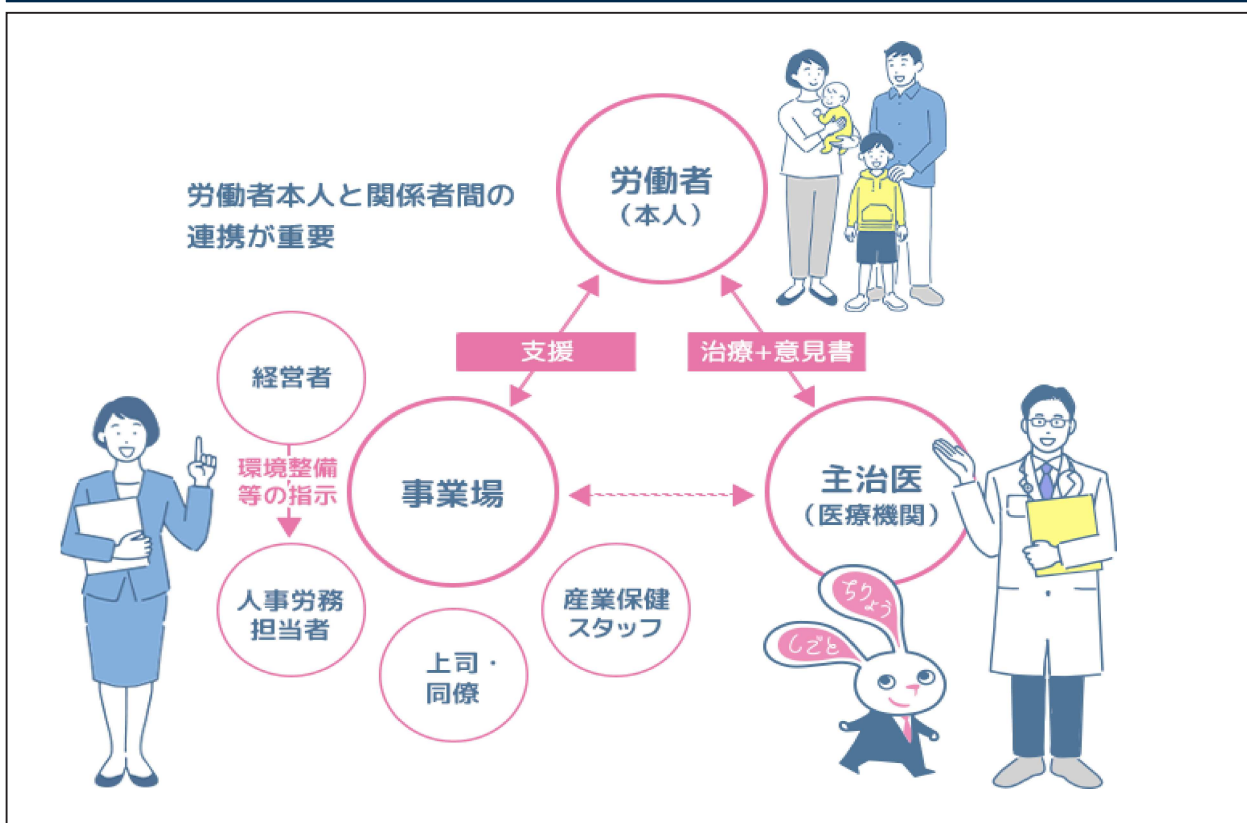 労働者本人と関係者間の
連携が重要
労働者
（本人）
支援
治療+意見書
経営者
環境整備
等の指示
事業場
主治医
（医療機関）
人事労務
担当者
上司・
同僚
産業保健
スタッフ
ちりょう
しごと